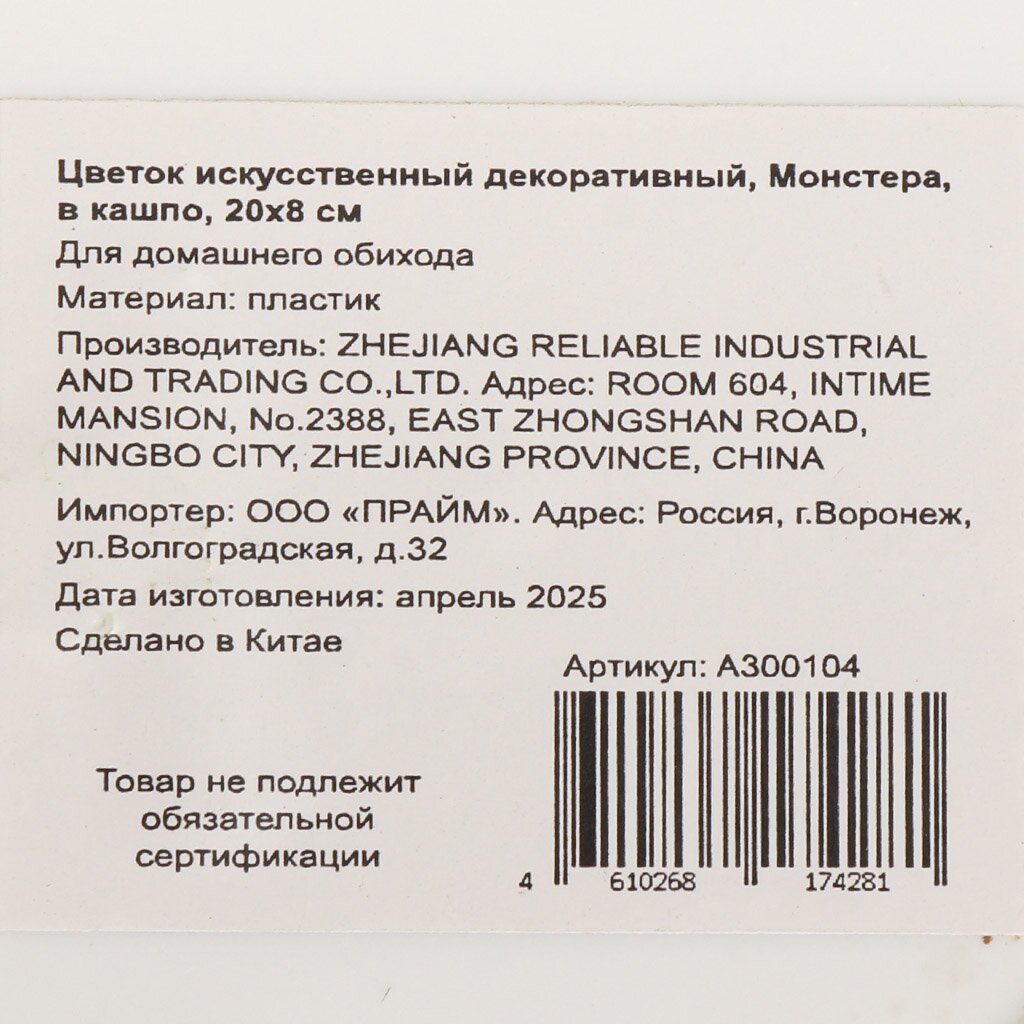 Цветок искусственный декоративный, Монстера,
в кашпо, 20х8 см
Для домашнего обихода
Материал: пластик
Производитель: ZHEJIANG RELIABLE INDUSTRIAL
AND TRADING CO.,LTD. Адрес: ROOM 604, INTIME
MANSION, No.2388, EAST ZHONGSHAN ROAD,
NINGBO CITY, ZHEJIANG PROVINCE, CHINA
Импортер: ООО «ПРАЙМ». Адрес: Россия, г.Воронеж,
ул.Волгоградская, д.32
Дата изготовления: апрель 2025
Сделано в Китае
Артикул: А300104
Товар не подлежит
обязательной
сертификации
4 610268 174281